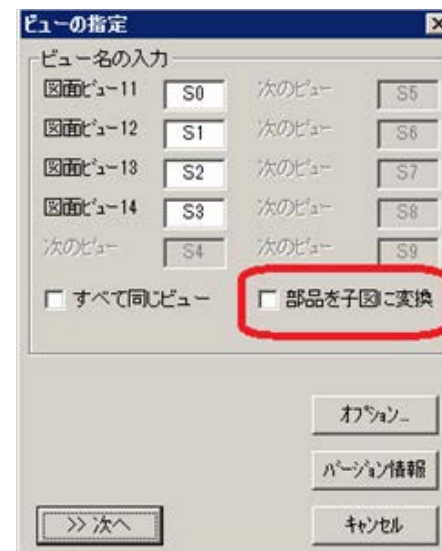 ビューの指定
ビュー名の入力
図面ビュー11 S0 次のビュー S5
図面ビュー12 S1 次のビュー S6
図面ビュー13 S2 次のビュー S7
図面ビュー14 S3 次のビュー S8
次のビュー S4 次のビュー S9
すべて同じビュー 部品を子図に変換
オプション...
バージョン情報
>> 次へ キャンセル